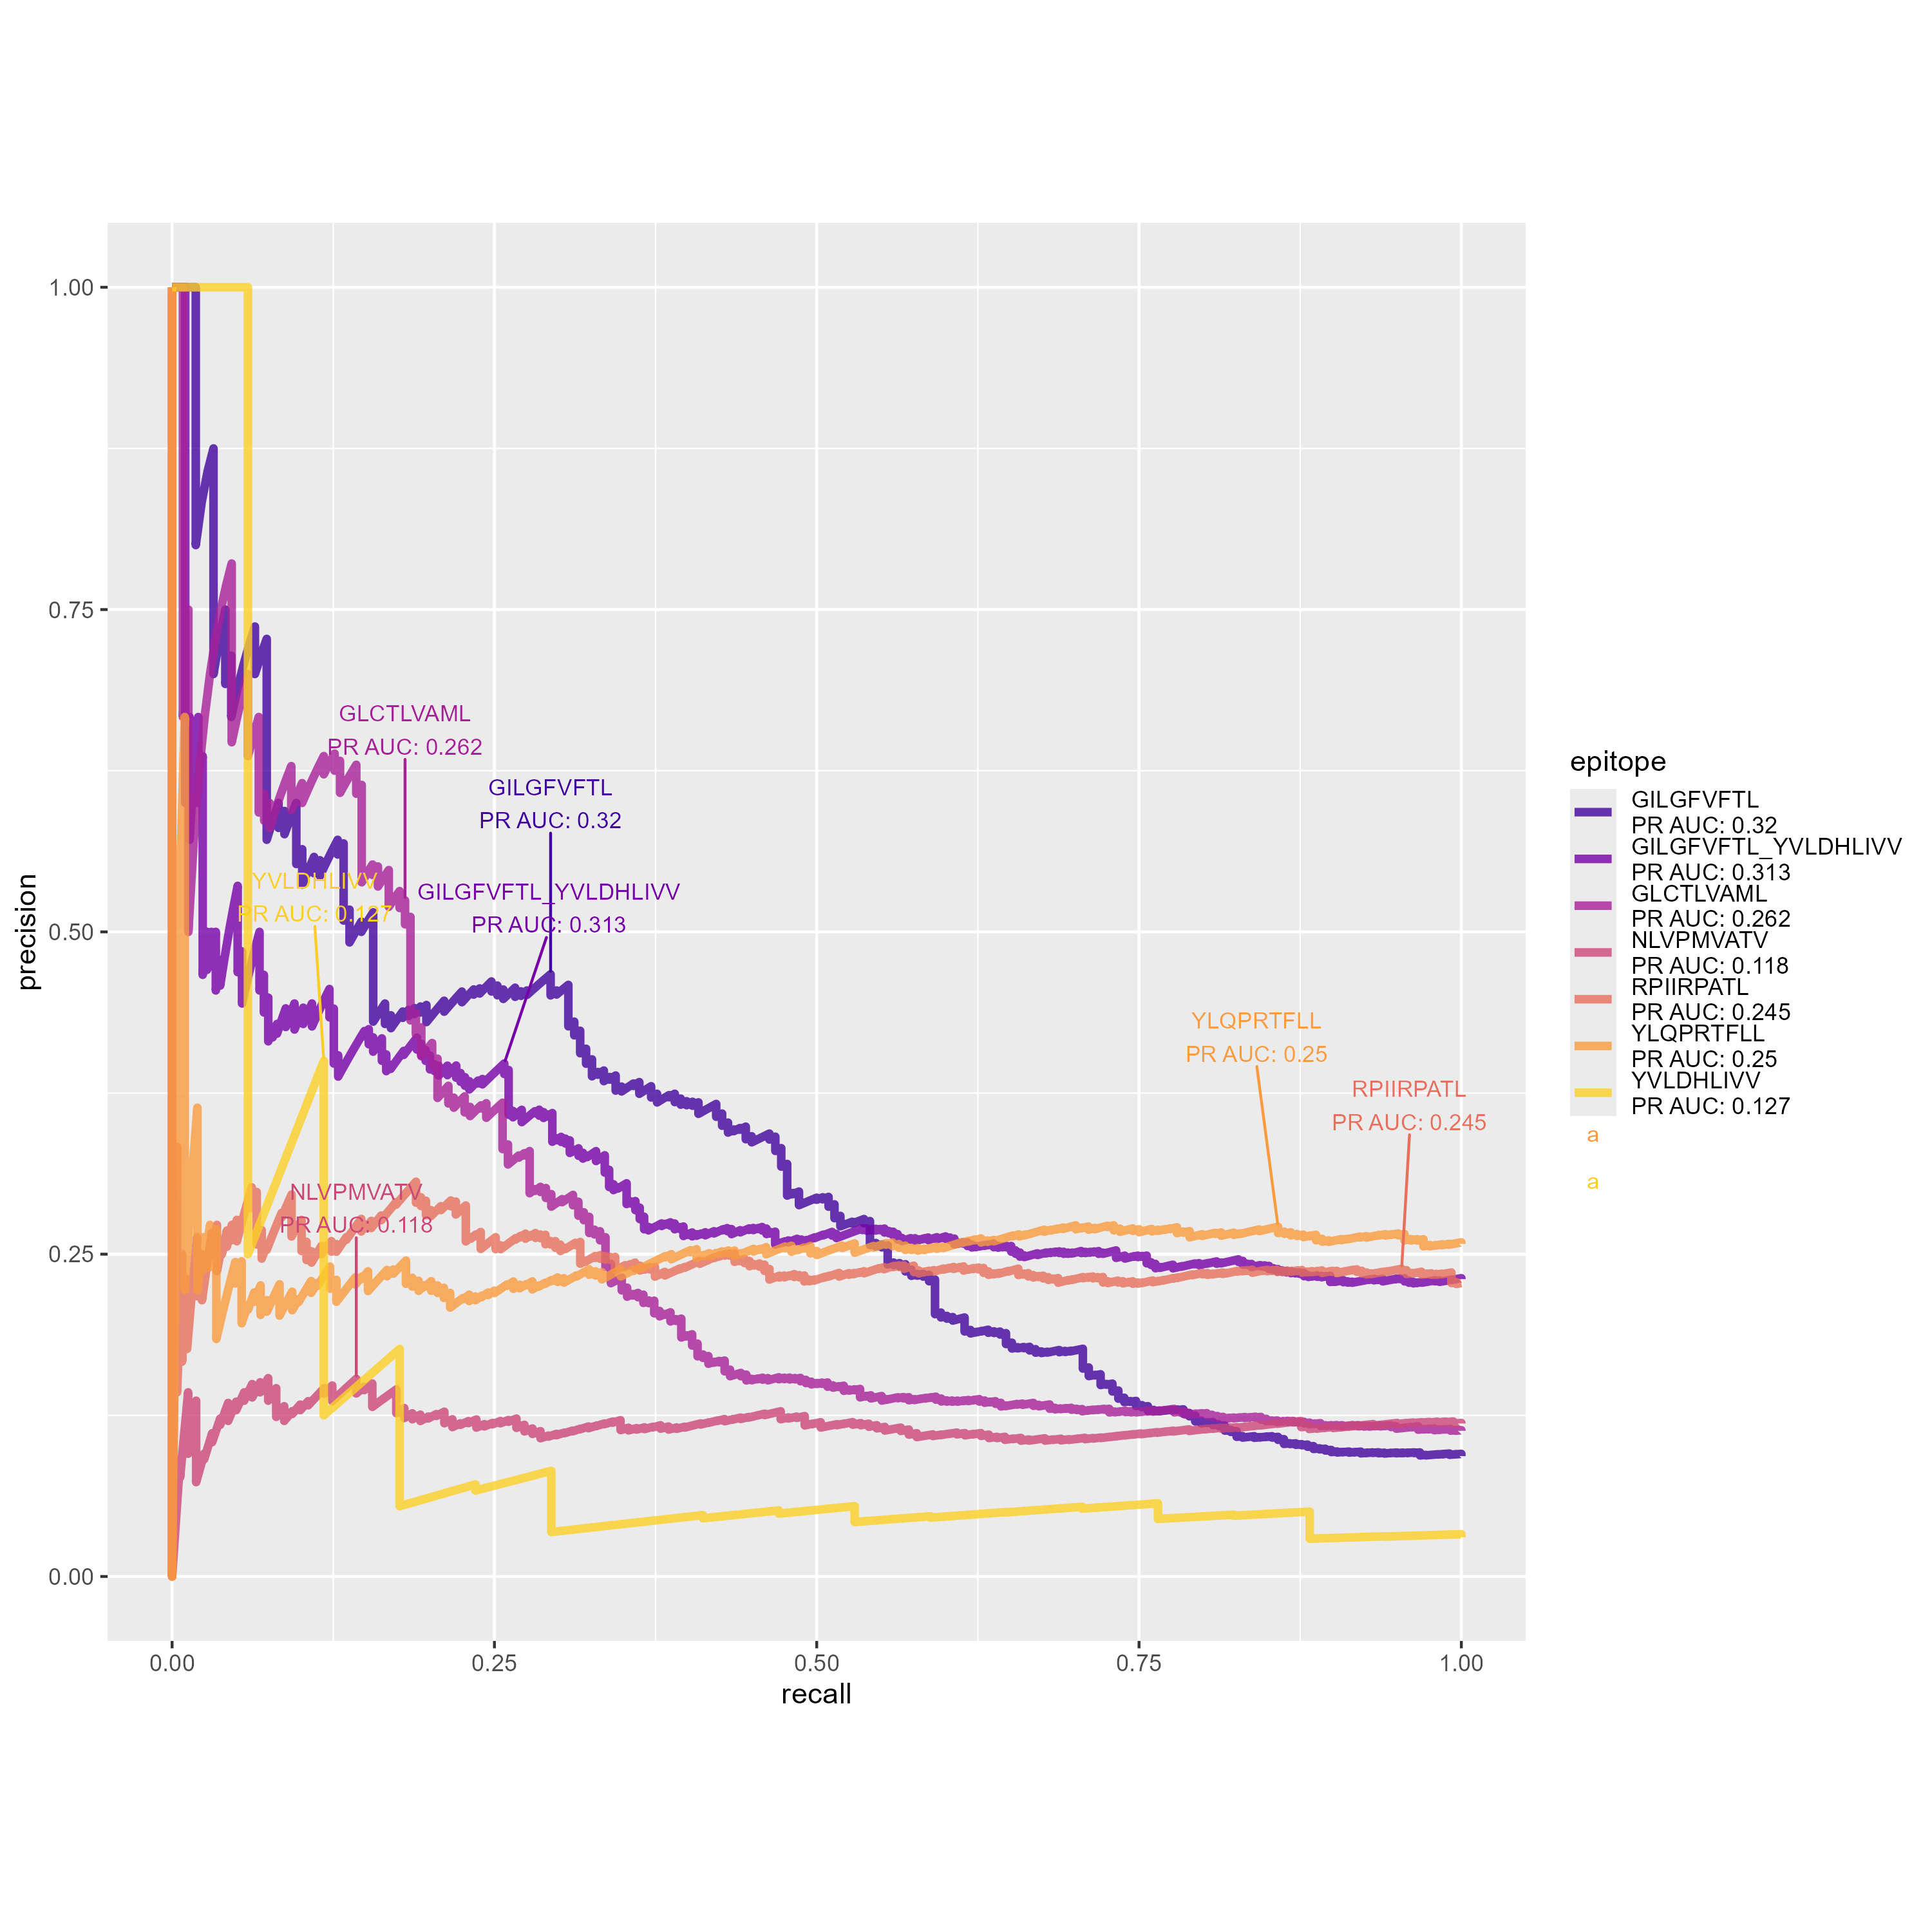 1.00
0.75
0.50
0.25
0.00
precision
GLCTLVAML
PR AUC: 0.262
GILGFVFTL
PR AUC: 0.32
YVLDHLIVV
PR AUC: 0.127
GILGFVFTL_YVLDHLIVV
PR AUC: 0.313
YLQPRTFLL
PR AUC: 0.25
RPIIRPATL
PR AUC: 0.245
NLVPMVATV
PR AUC: 0.118
0.00
0.25
0.50
0.75
1.00
recall
epitope
GILGFVFTL
PR AUC: 0.32
GILGFVFTL_YVLDHLIVV
PR AUC: 0.313
GLCTLVAML
PR AUC: 0.262
NLVPMVATV
PR AUC: 0.118
RPIIRPATL
PR AUC: 0.245
YLQPRTFLL
PR AUC: 0.25
YVLDHLIVV
PR AUC: 0.127
a
a